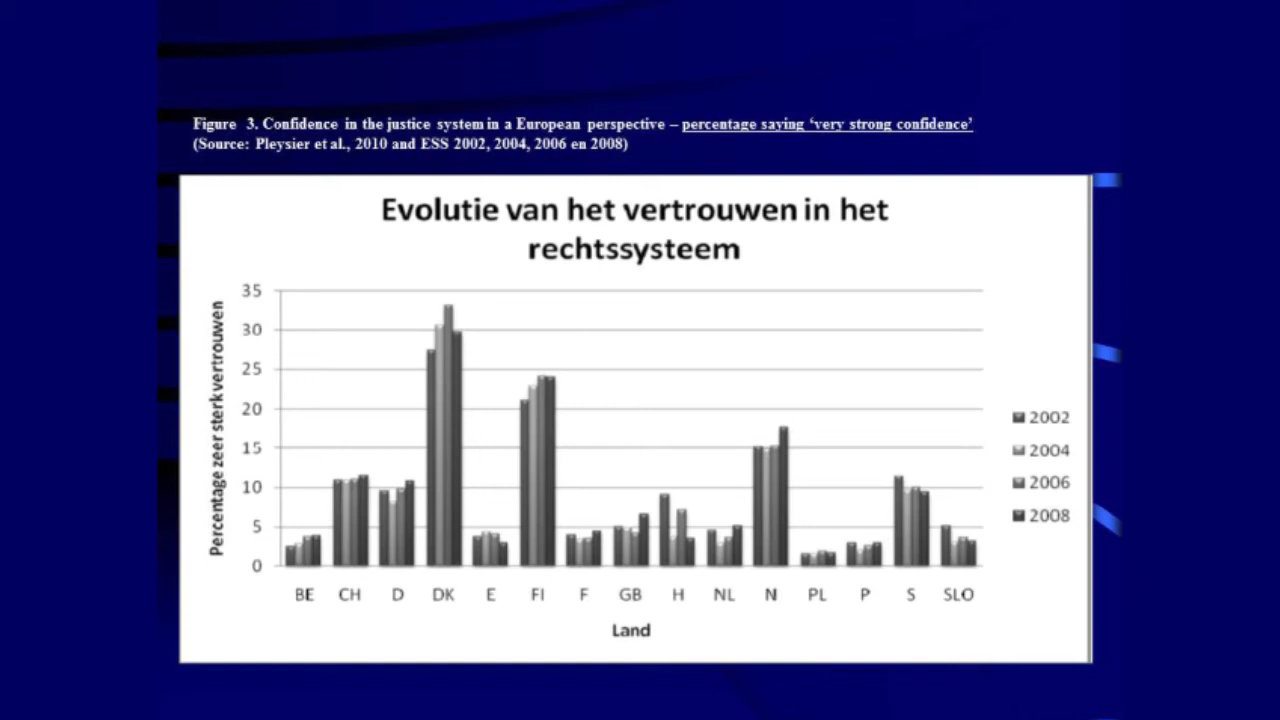 Figure 3. Confidence in the justice system in a European perspective – percentage saying ‘very strong confidence’
(Source: Pleysier et al., 2010 and ESS 2002, 2004, 2006 en 2008)
Evolutie van het vertrouwen in het
rechtssysteem
Percentage zeer sterk vertrouwen
35
30
25
20
15
10
5
0
BE CH D DK E FI F GB H NL N PL P S SLO
Land
2002
2004
2006
2008